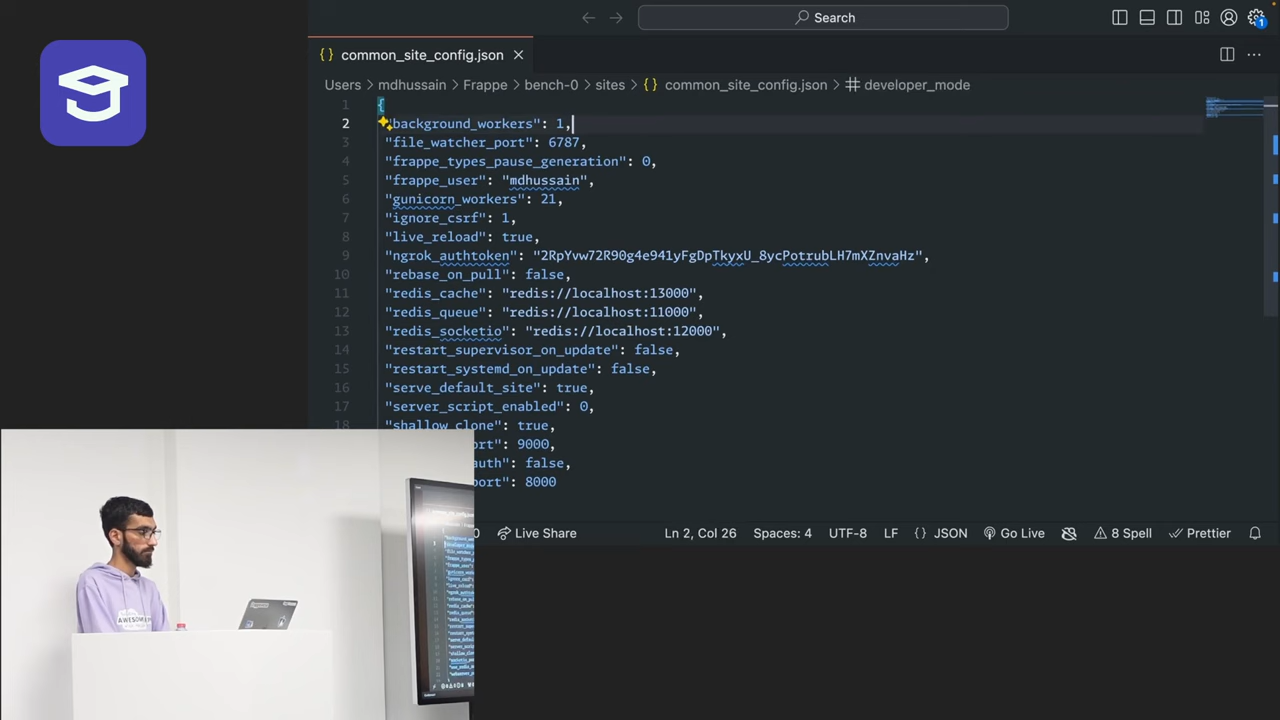 Search
{} common_site_config.json ×
Users > mdhussain > Frappe > bench-0 > sites > {} common_site_config.json > # developer_mode
1 {
2 "background_workers": 1,
3 "file_watcher_port": 6787,
4 "frappe_types_pause_generation": 0,
5 "frappe_user": "mdhussain",
6 "gunicorn_workers": 21,
7 "ignore_csrf": 1,
8 "live_reload": true,
9 "ngrok_authtoken": "2RpYvw72R90g4e941yFgDpTkyxU_8ycPotrubLH7mXZnvaHz",
10 "rebase_on_pull": false,
11 "redis_cache": "redis://localhost:13000",
12 "redis_queue": "redis://localhost:11000",
13 "redis_socketio": "redis://localhost:12000",
14 "restart_supervisor_on_update": false,
15 "restart_systemd_on_update": false,
16 "serve_default_site": true,
17 "server_script_enabled": 0,
18 "shallow_clone": true,
ort": 9000,
auth": false,
port": 8000
Live Share
Ln 2, Col 26
Spaces: 4
UTF-8
LF
{} JSON
Go Live
8 Spell
Prettier